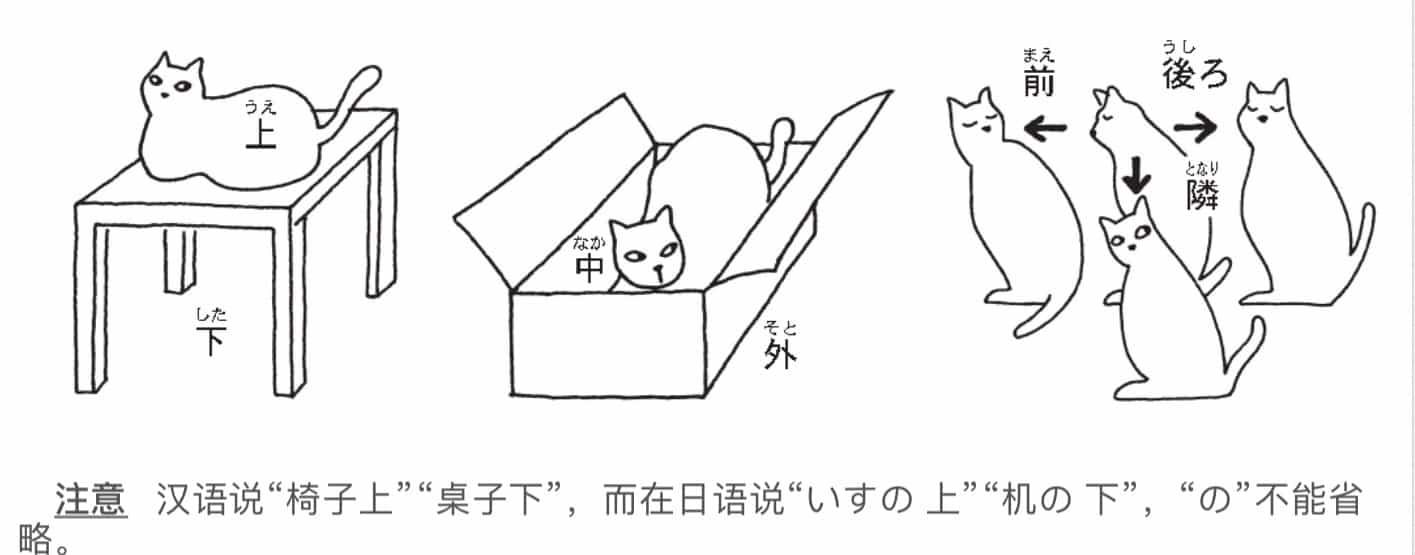 うえ
上
した
下
なか
中
そと
外
まえ
前
うし
後ろ
となり
隣
注意 汉语说“椅子上”“桌子下”，而在日语说“いすの 上”“机の 下”，“の”不能省
略。